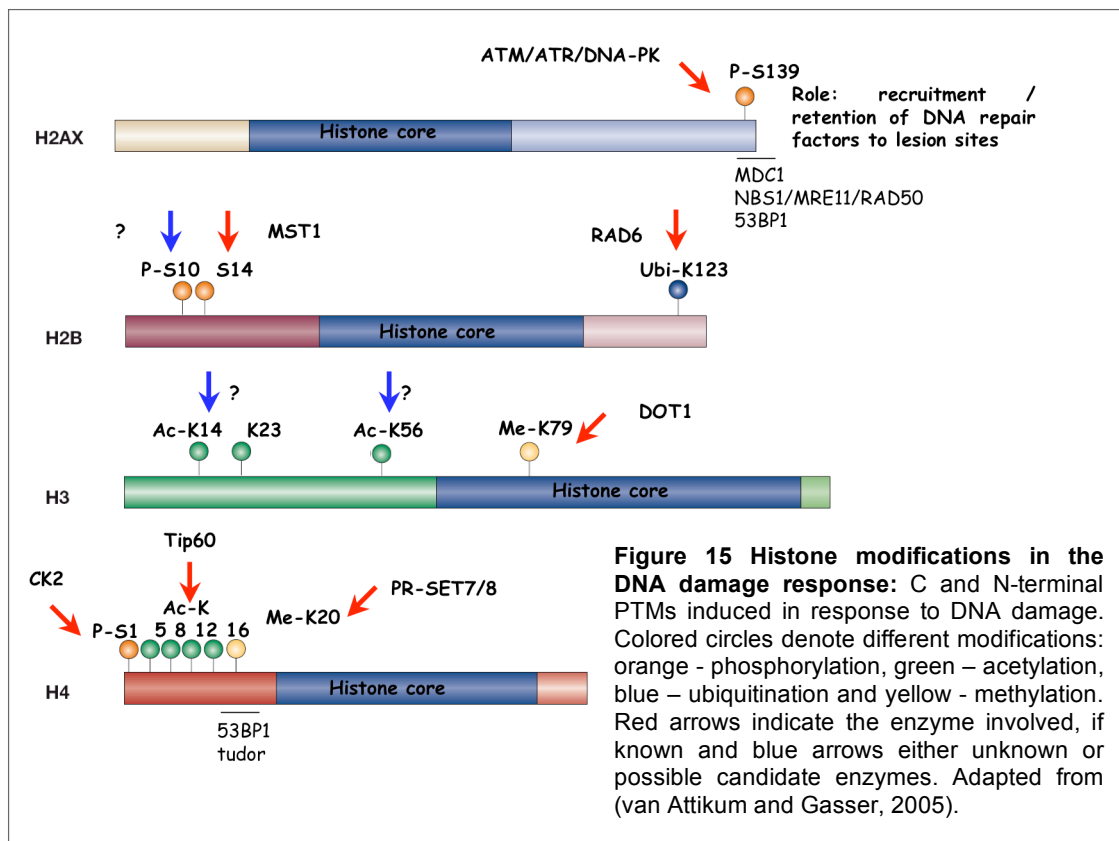 ATM/ATR/DNA-PK
P-S139
Role: recruitment /
retention of DNA repair
factors to lesion sites
H2AX
Histone core
MDC1
NBS1/MRE11/RAD50
53BP1
?
MST1
RAD6
P-S10 S14
Ubi-K123
H2B
Histone core
?
?
DOT1
Ac-K14 K23
Ac-K56
Me-K79
H3
Histone core
Tip60
CK2
PR-SET7/8
Ac-K
Me-K20
P-S1 5 8 12 16
H4
Histone core
53BP1
tudor
Figure 15 Histone modifications in the
DNA damage response: C and N-terminal
PTMs induced in response to DNA damage.
Colored circles denote different modifications:
orange - phosphorylation, green – acetylation,
blue – ubiquitination and yellow - methylation.
Red arrows indicate the enzyme involved, if
known and blue arrows either unknown or
possible candidate enzymes. Adapted from
(van Attikum and Gasser, 2005).